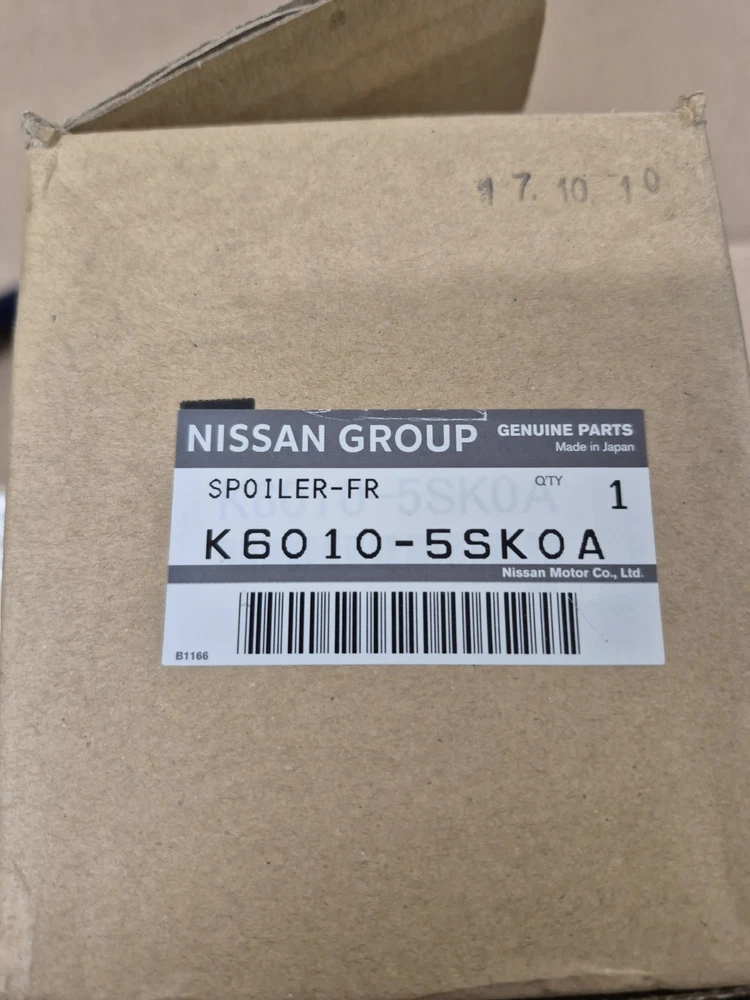 17. 10. 10
NISSAN GROUP
GENUINE PARTS
Made in Japan
SPOILER-FR
Q'TY
1
K6010-5SK0A
Nissan Motor Co., Ltd.
B1166